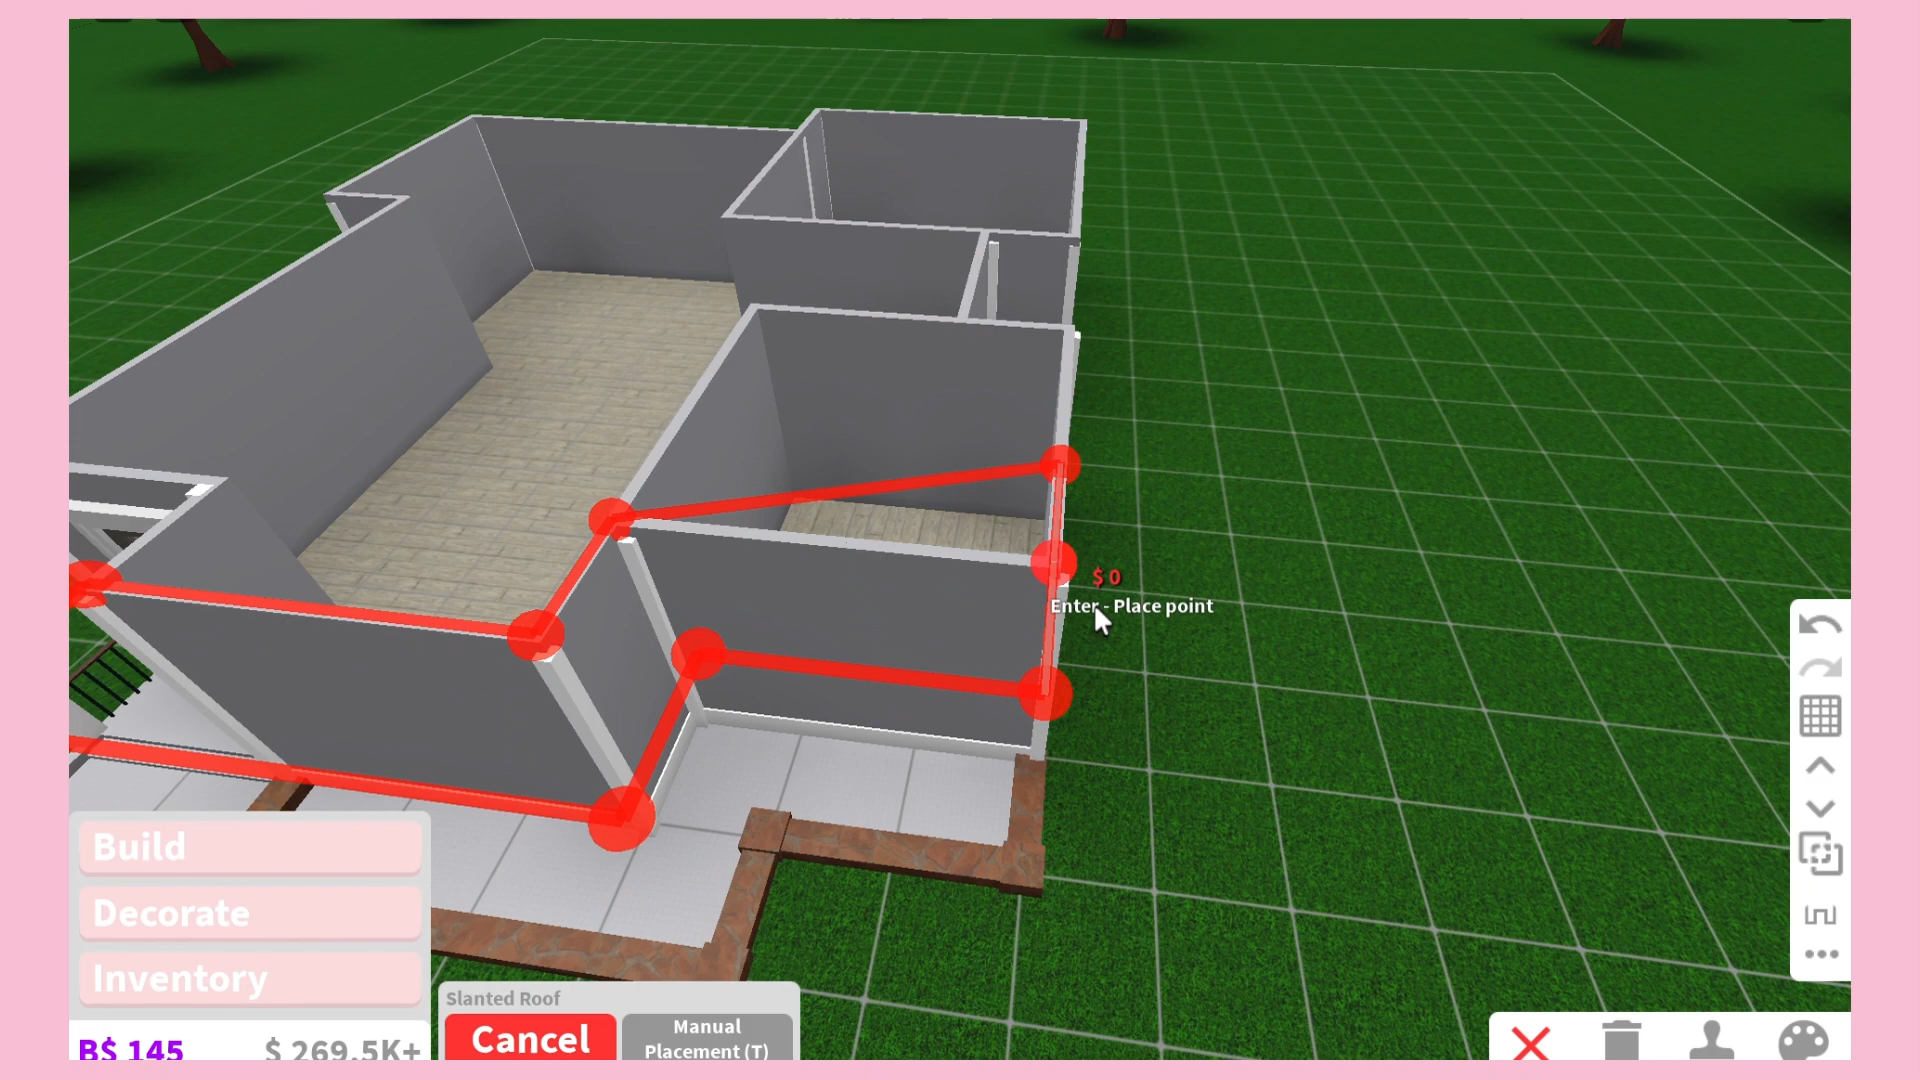 $ 0
Enter - Place point
Build
Decorate
Inventory
B$ 145
$ 269.5K+
Slanted Roof
Cancel
Manual
Placement (T)